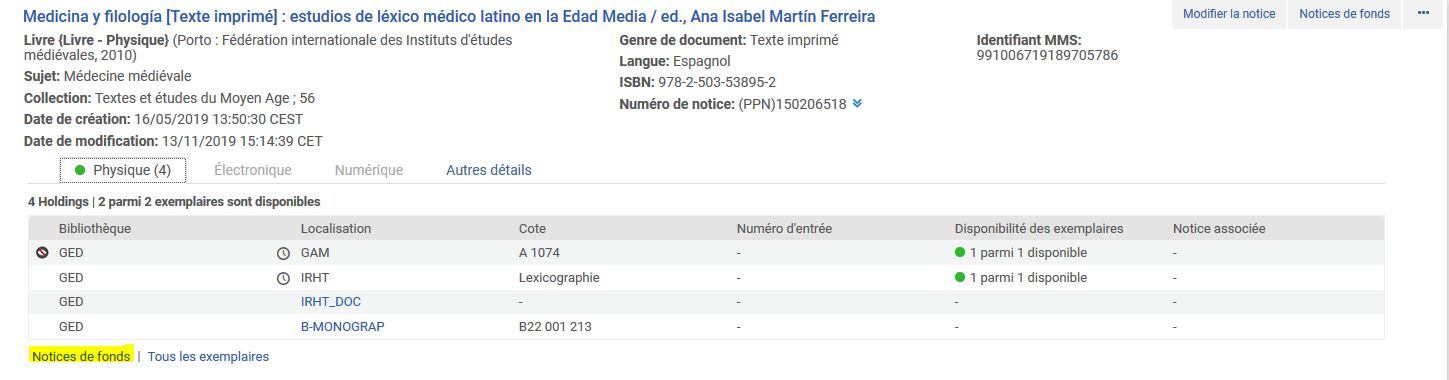 Medicina y filología [Texte imprimé] : estudios de léxico médico latino en la Edad Media / ed., Ana Isabel Martín Ferreira
Modifier la notice Notices de fonds ...
Livre {Livre - Physique} (Porto : Fédération internationale des Instituts d'études
médiévales, 2010)
Sujet: Médecine médiévale
Collection: Textes et études du Moyen Age ; 56
Date de création: 16/05/2019 13:50:30 CEST
Date de modification: 13/11/2019 15:14:39 CET
Genre de document: Texte imprimé
Langue: Espagnol
ISBN: 978-2-503-53895-2
Numéro de notice: (PPN)150206518
Identifiant MMS:
991006719189705786
Physique (4) Électronique Numérique Autres détails
4 Holdings | 2 parmi 2 exemplaires sont disponibles
Bibliothèque Localisation Cote Numéro d'entrée Disponibilité des exemplaires Notice associée
GED GAM A 1074 - 1 parmi 1 disponible -
GED IRHT Lexicographie - 1 parmi 1 disponible -
GED IRHT_DOC - - - -
GED B-MONOGRAP B22 001 213 - - -
Notices de fonds | Tous les exemplaires